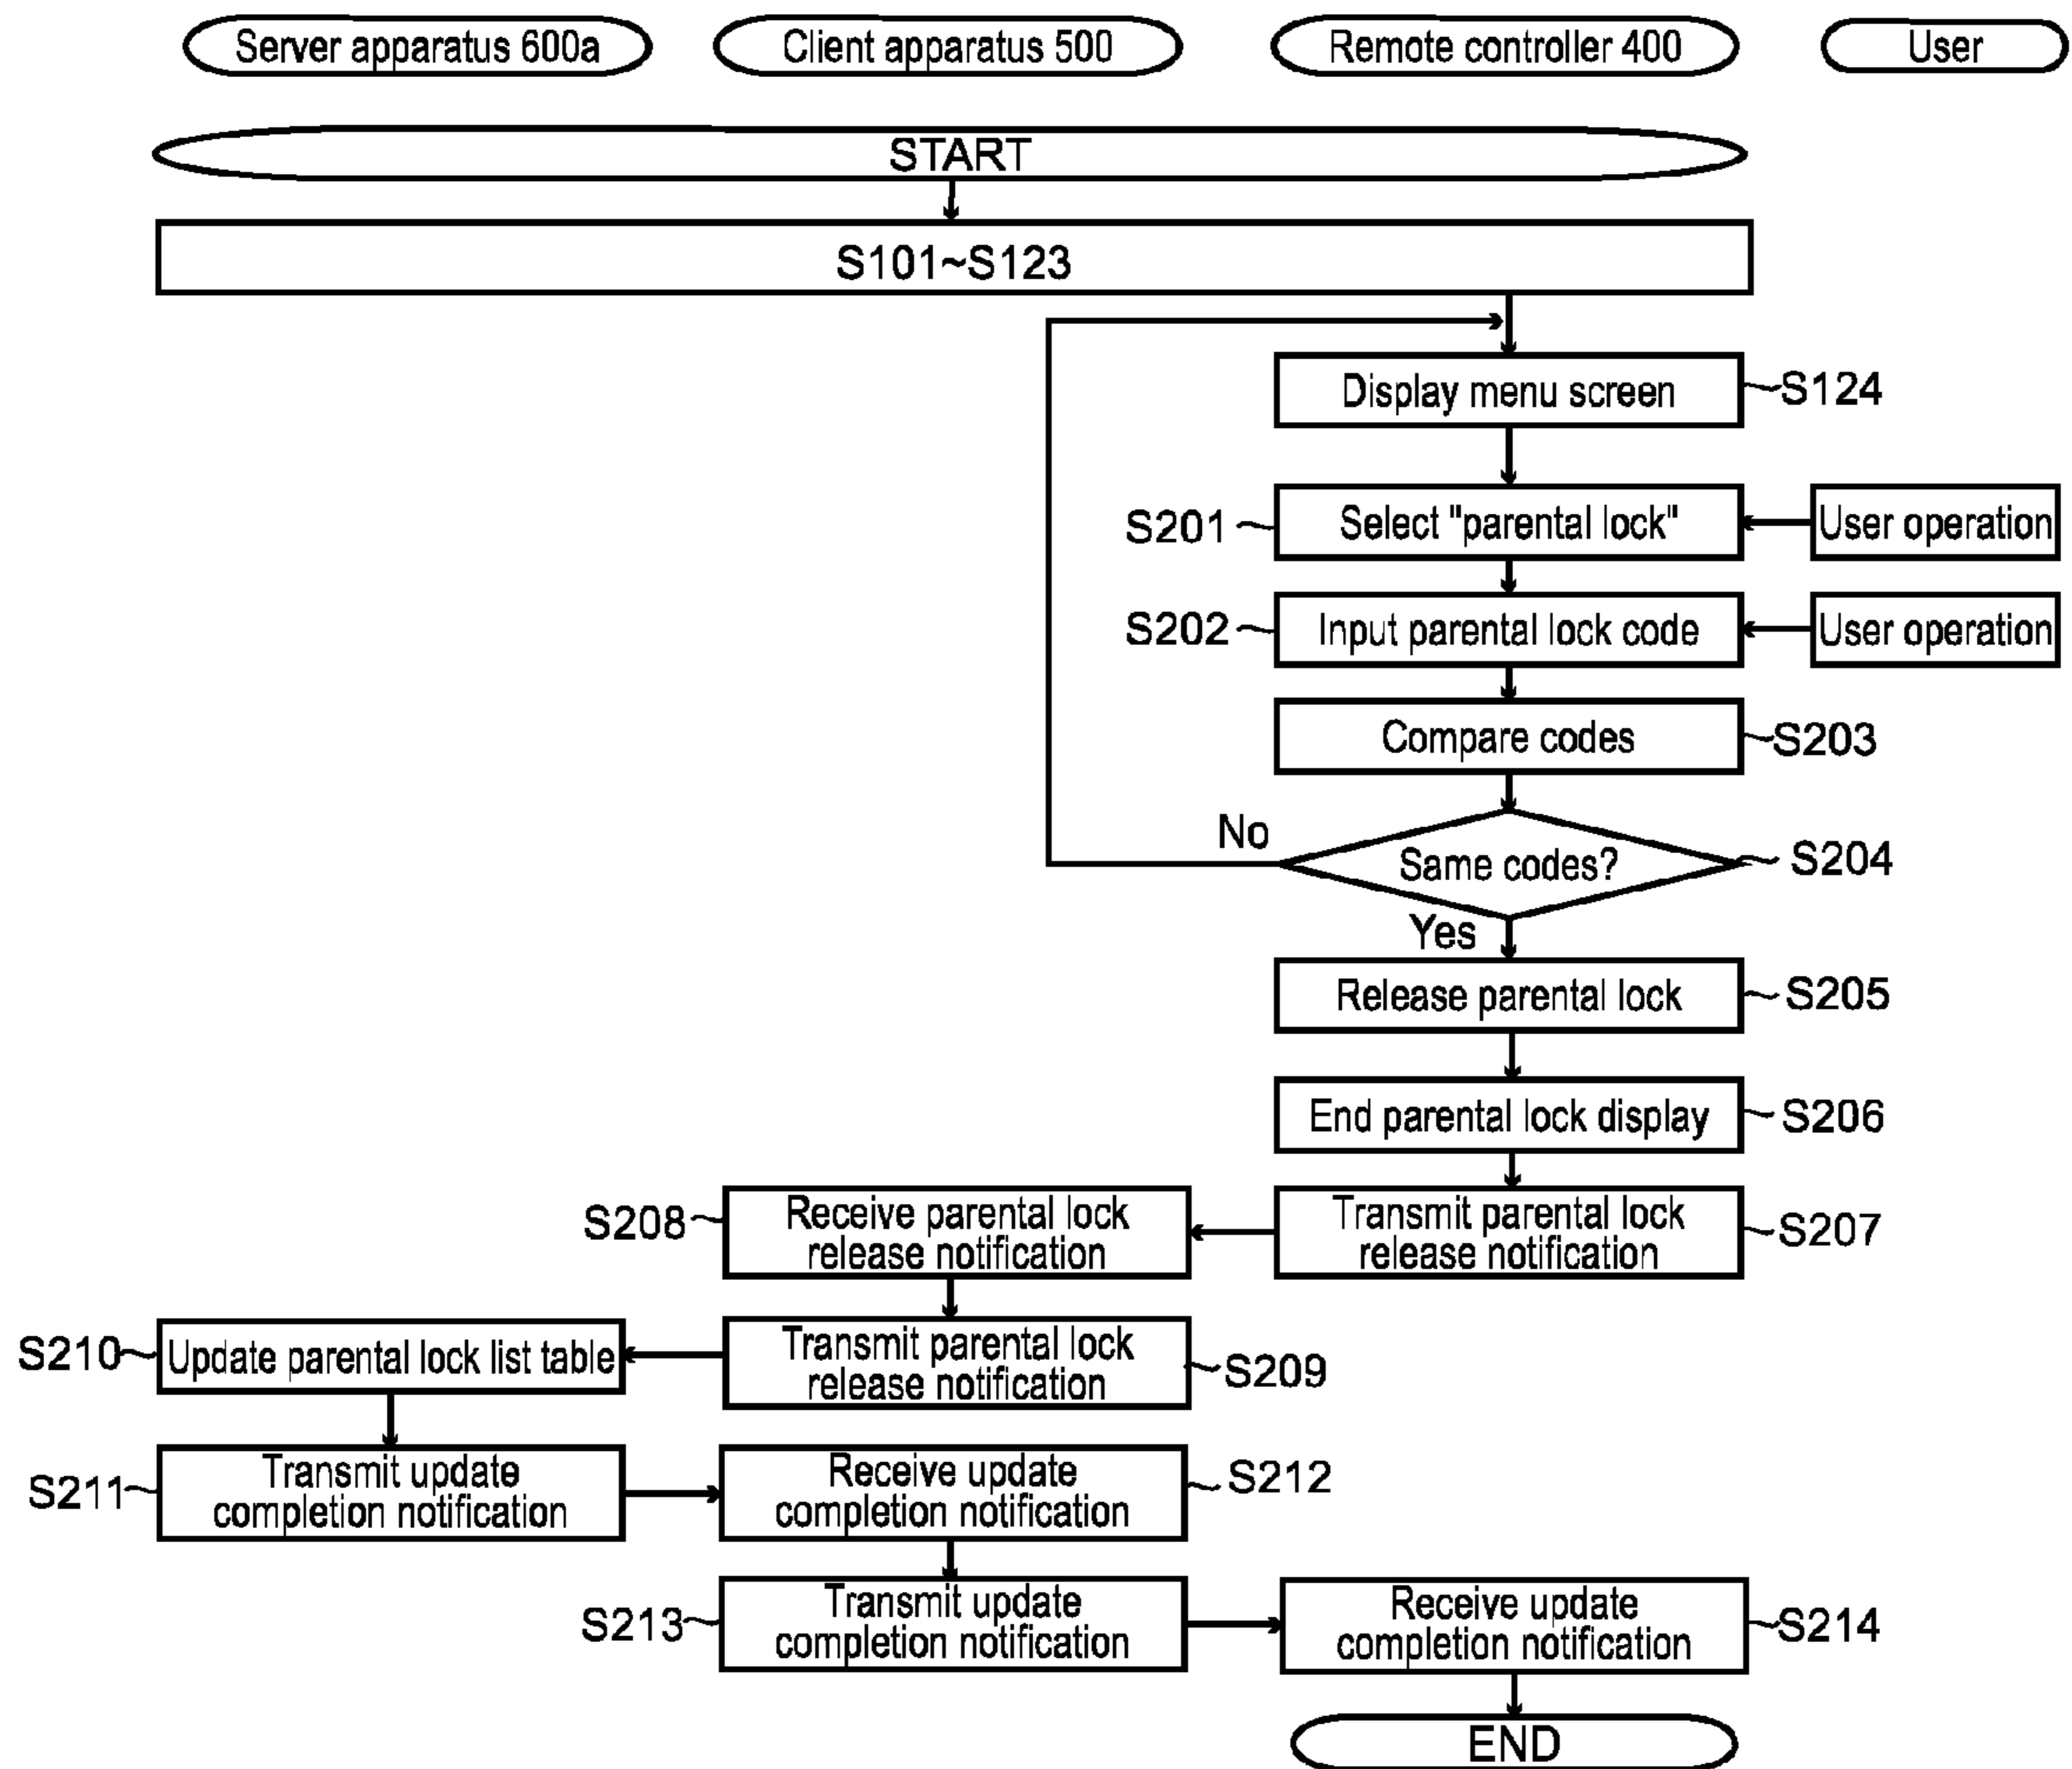 Server apparatus 600a
Client apparatus 500
Remote controller 400
User
START
S101~S123
Display menu screen
S124
S201
Select "parental lock"
User operation
S202
Input parental lock code
User operation
Compare codes
S203
No
Same codes?
S204
Yes
Release parental lock
S205
End parental lock display
S206
S208
Receive parental lock
release notification
Transmit parental lock
release notification
S207
S210
Update parental lock list table
Transmit parental lock
release notification
S209
S211
Transmit update
completion notification
Receive update
completion notification
S212
S213
Transmit update
completion notification
Receive update
completion notification
S214
END